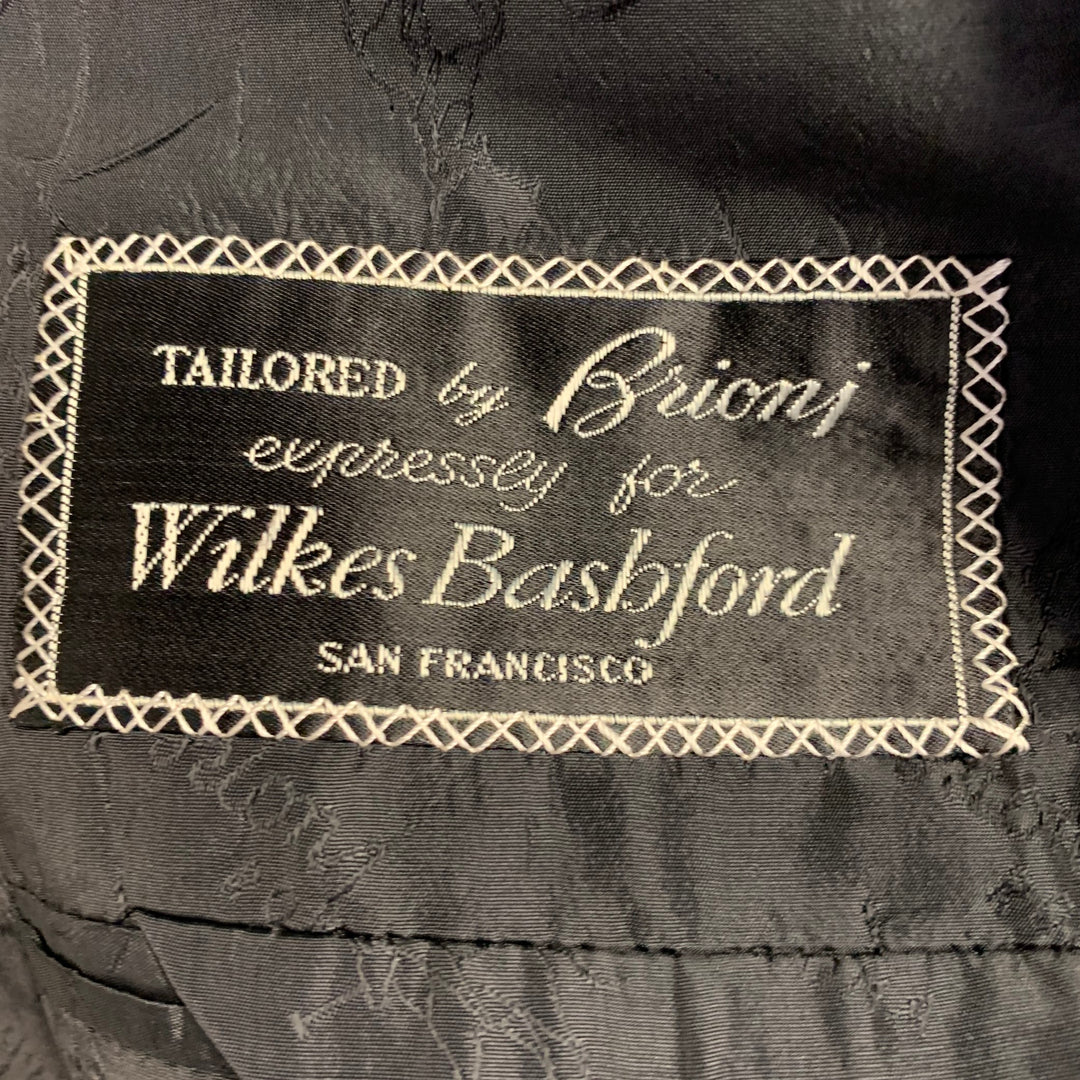 TAILORED by Brioni
expressly for
Wilkes Bashford
SAN FRANCISCO